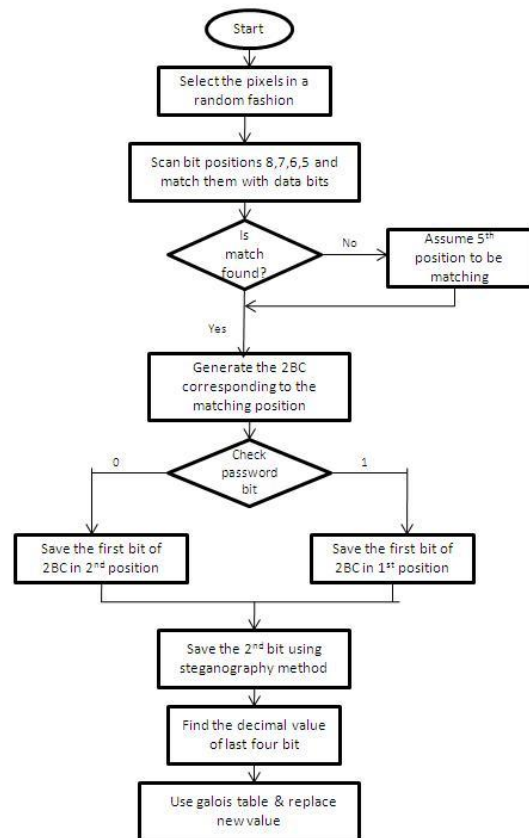 Start
Select the pixels in a
random fashion
Scan bit positions 8,7,6,5 and
match them with data bits
Is
match
found?
No
Assume 5th
position to be
matching
Yes
Generate the 2BC
corresponding to the
matching position
0
Check
password
bit
1
Save the first bit of
2BC in 2nd position
Save the first bit of
2BC in 1st position
Save the 2nd bit using
steganography method
Find the decimal value
of last four bit
Use galois table & replace
new value